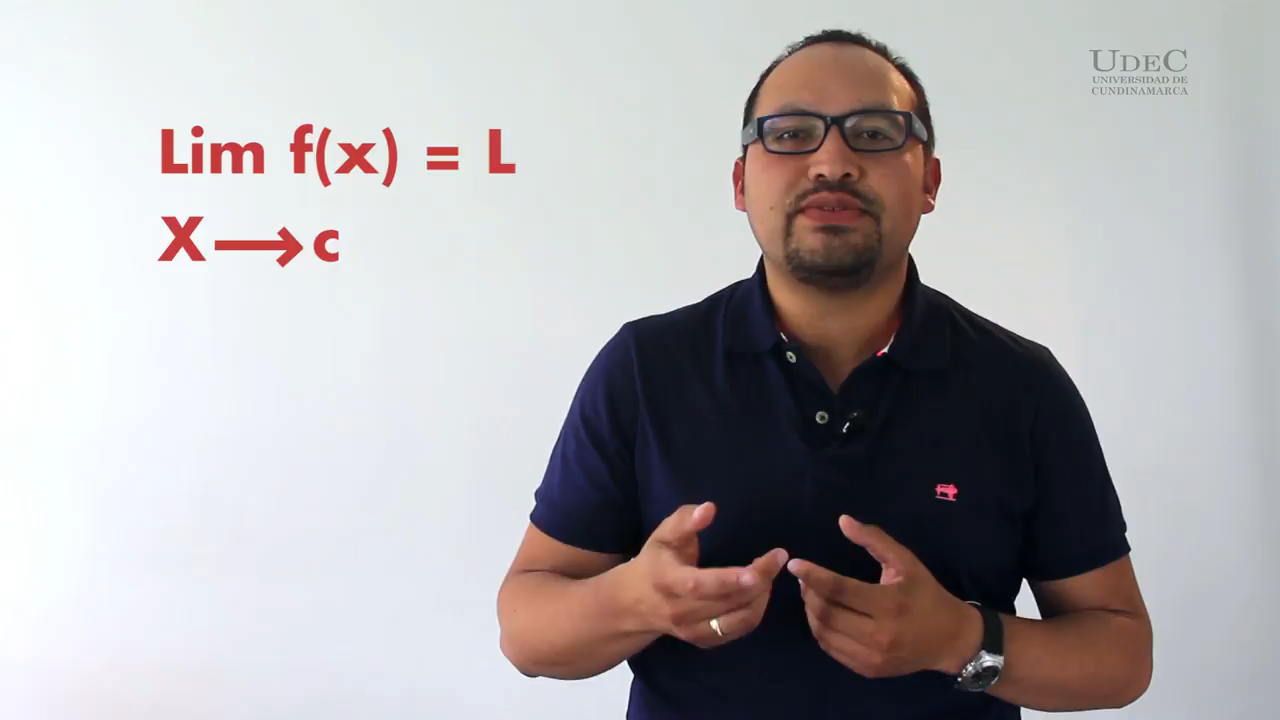 Lim f(x) = L
X⟶c
UDEC
UNIVERSIDAD DE
CUNDINAMARCA